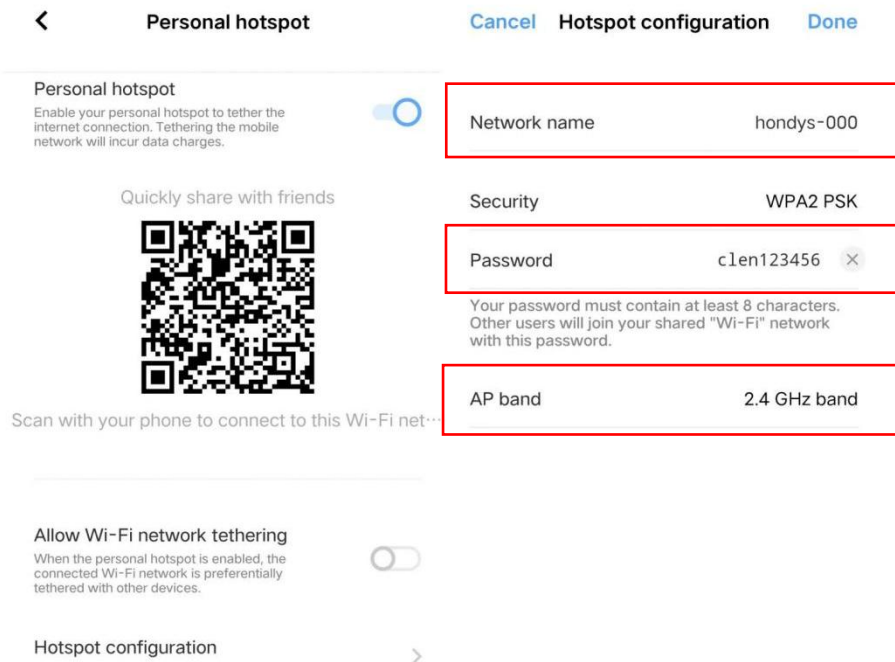 Personal hotspot
Personal hotspot
Enable your personal hotspot to tether the
internet connection. Tethering the mobile
network will incur data charges.
Quickly share with friends
Scan with your phone to connect to this Wi-Fi net···
Allow Wi-Fi network tethering
When the personal hotspot is enabled, the
connected Wi-Fi network is preferentially
tethered with other devices.
Hotspot configuration
Cancel Hotspot configuration Done
Network name hondys-000
Security WPA2 PSK
Password clen123456
Your password must contain at least 8 characters.
Other users will join your shared "Wi-Fi" network
with this password.
AP band 2.4 GHz band